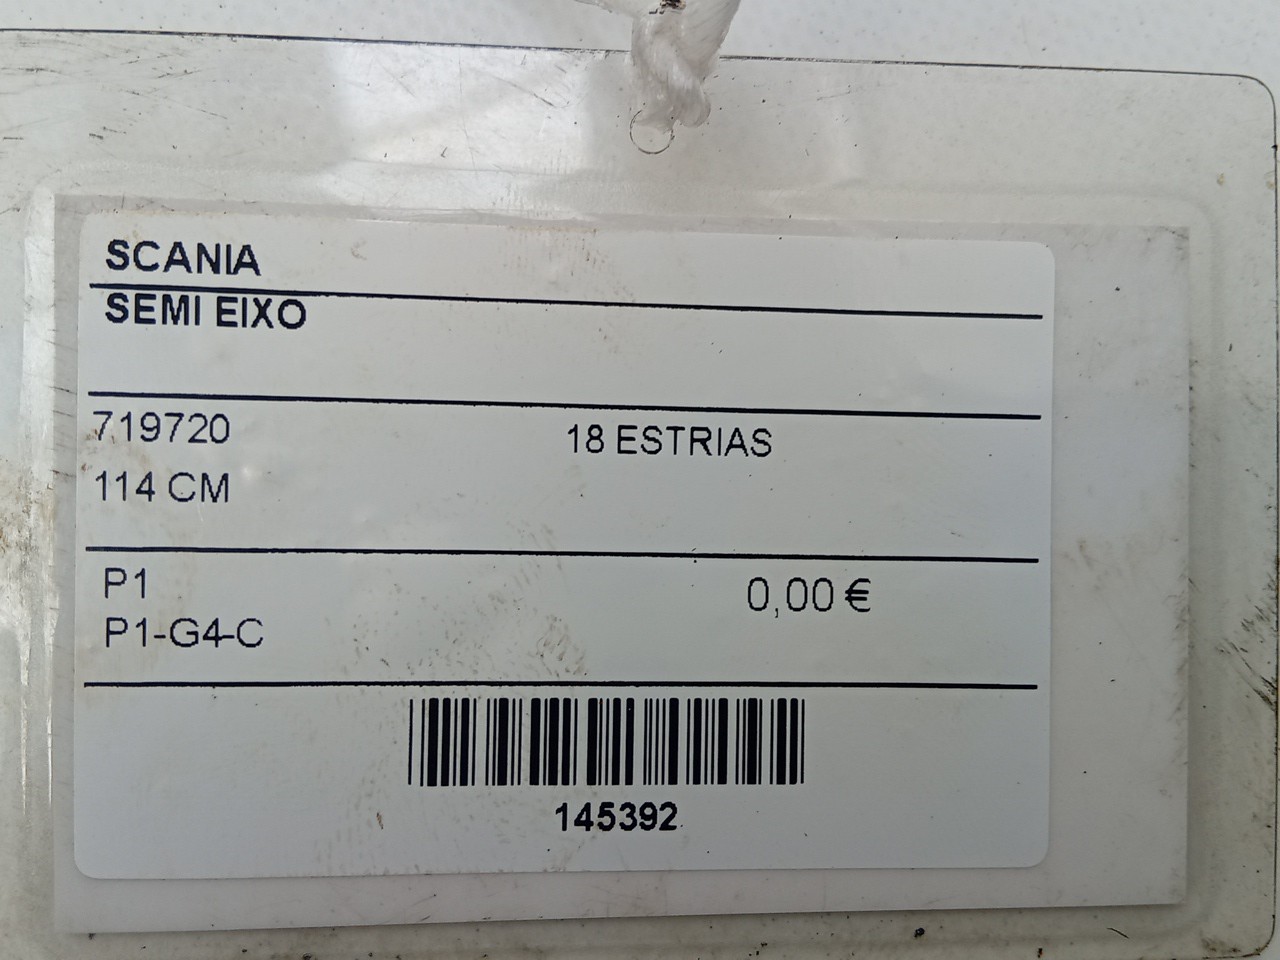 SCANIA
SEMI EIXO
719720 18 ESTRIAS
114 CM
P1 0,00 €
P1-G4-C
145392